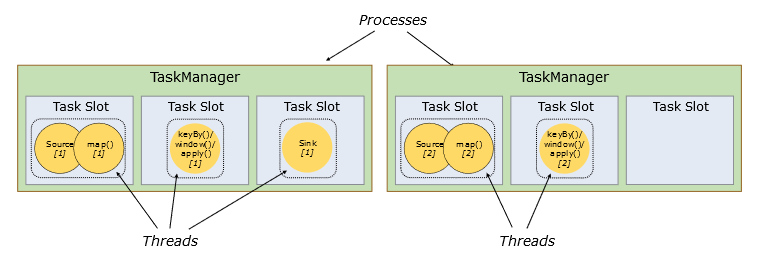 Processes
TaskManager
Task Slot
Source
[1]
map()
[1]
Task Slot
keyBy()/
window()/
apply()
[1]
Task Slot
Sink
[1]
Threads
TaskManager
Task Slot
Source
[2]
map()
[2]
Task Slot
keyBy()/
window()/
apply()
[2]
Task Slot
Threads